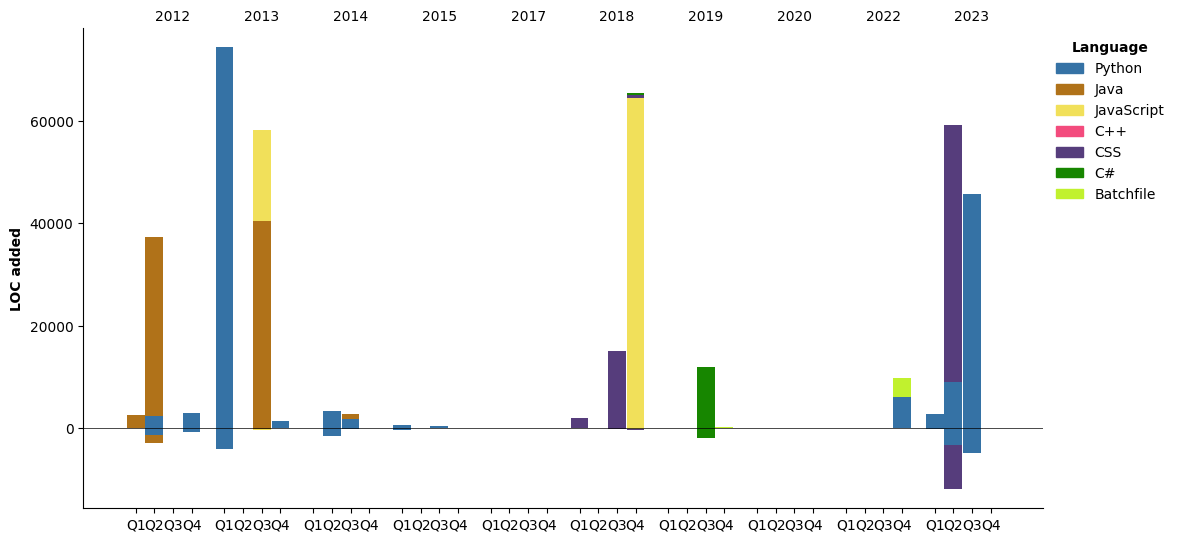 2012 2013 2014 2015 2017 2018 2019 2020 2022 2023
Language
Python
Java
JavaScript
C++
CSS
C#
Batchfile
LOC added
60000
40000
20000
0
Q1Q2Q3Q4 Q1Q2Q3Q4 Q1Q2Q3Q4 Q1Q2Q3Q4 Q1Q2Q3Q4 Q1Q2Q3Q4 Q1Q2Q3Q4 Q1Q2Q3Q4 Q1Q2Q3Q4 Q1Q2Q3Q4